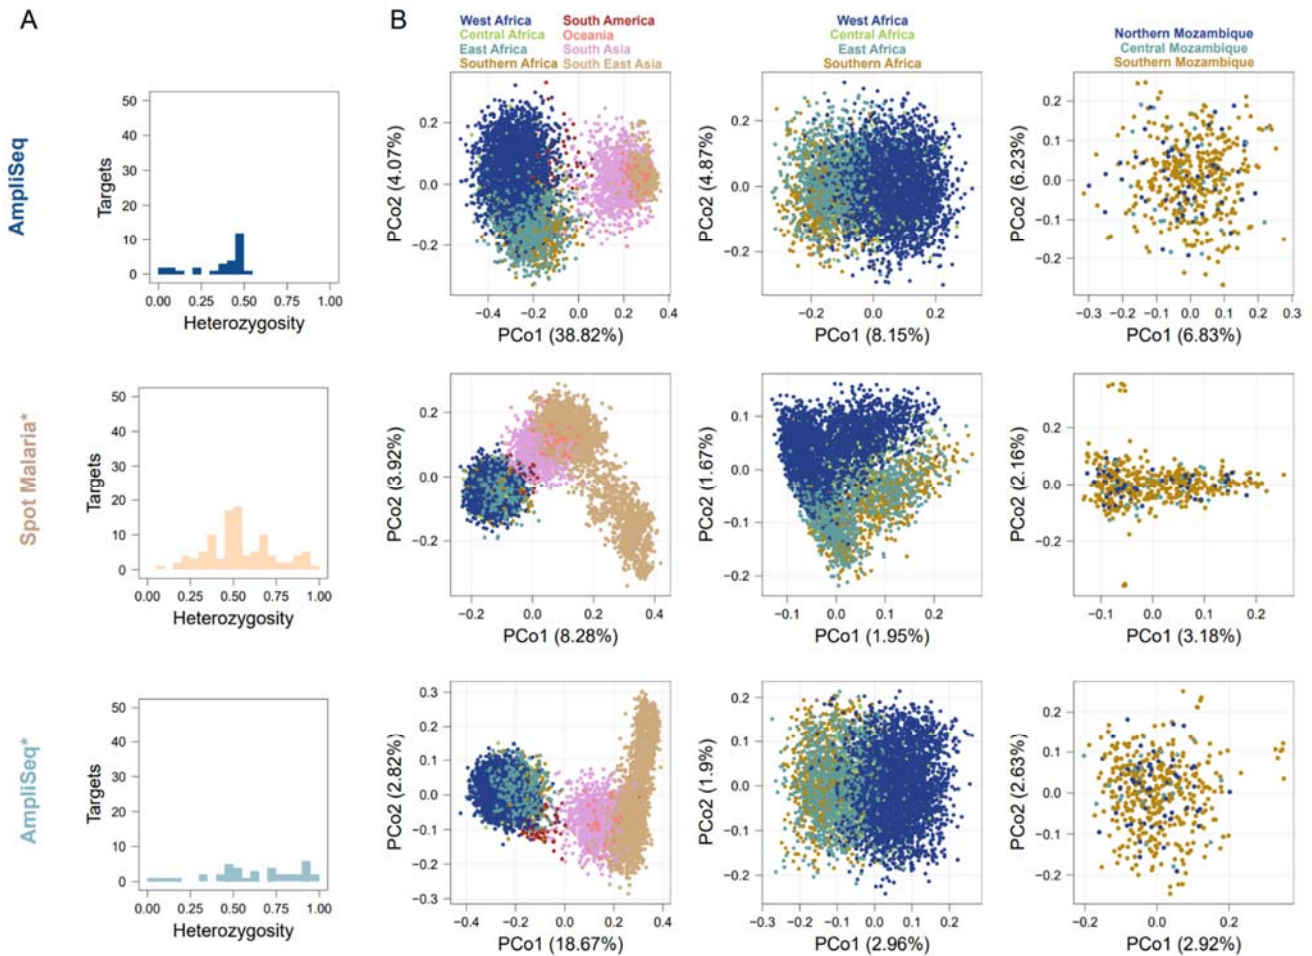 A
B
West Africa
Central Africa
East Africa
Southern Africa
South America
Oceania
South Asia
South East Asia
West Africa
Central Africa
East Africa
Southern Africa
Northern Mozambique
Central Mozambique
Southern Mozambique
AmpliSeq
Targets
50
40
30
20
10
0
0.00 0.25 0.50 0.75 1.00
Heterozygosity
PCo2 (4.07%)
0.2
0.0
−0.2
−0.4 −0.2 0.0 0.2 0.4
PCo1 (38.82%)
PCo2 (4.87%)
0.2
0.0
−0.2
−0.2 0.0 0.2
PCo1 (8.15%)
PCo2 (6.23%)
0.2
0.1
0.0
−0.1
−0.2
−0.3 −0.2 −0.1 0.0 0.1 0.2 0.3
PCo1 (6.83%)
Spot Malaria*
Targets
50
40
30
20
10
0
0.00 0.25 0.50 0.75 1.00
Heterozygosity
PCo2 (3.92%)
0.2
0.0
−0.2
−0.2 0.0 0.2 0.4
PCo1 (8.28%)
PCo2 (1.67%)
0.1
0.0
−0.1
−0.2
−0.1 0.0 0.1 0.2
PCo1 (1.95%)
PCo2 (2.16%)
0.2
0.0
−0.2
−0.1 0.0 0.1 0.2
PCo1 (3.18%)
AmpliSeq*
Targets
50
40
30
20
10
0
0.00 0.25 0.50 0.75 1.00
Heterozygosity
PCo2 (2.82%)
0.3
0.2
0.1
0.0
−0.1
−0.2
−0.3
−0.4 −0.2 0.0 0.2 0.4
PCo1 (18.67%)
PCo2 (1.9%)
0.2
0.1
0.0
−0.1
−0.2
−0.3 −0.2 −0.1 0.0 0.1 0.2
PCo1 (2.96%)
PCo2 (2.63%)
0.2
0.1
0.0
−0.1
−0.2
−0.2 0.0 0.2
PCo1 (2.92%)